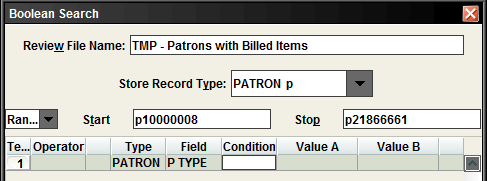 Boolean Search
Review File Name: TMP - Patrons with Billed Items
Store Record Type: PATRON p
Ran... Start p10000008 Stop p21866661
Te... Operator Type Field Condition Value A Value B
1 PATRON P TYPE